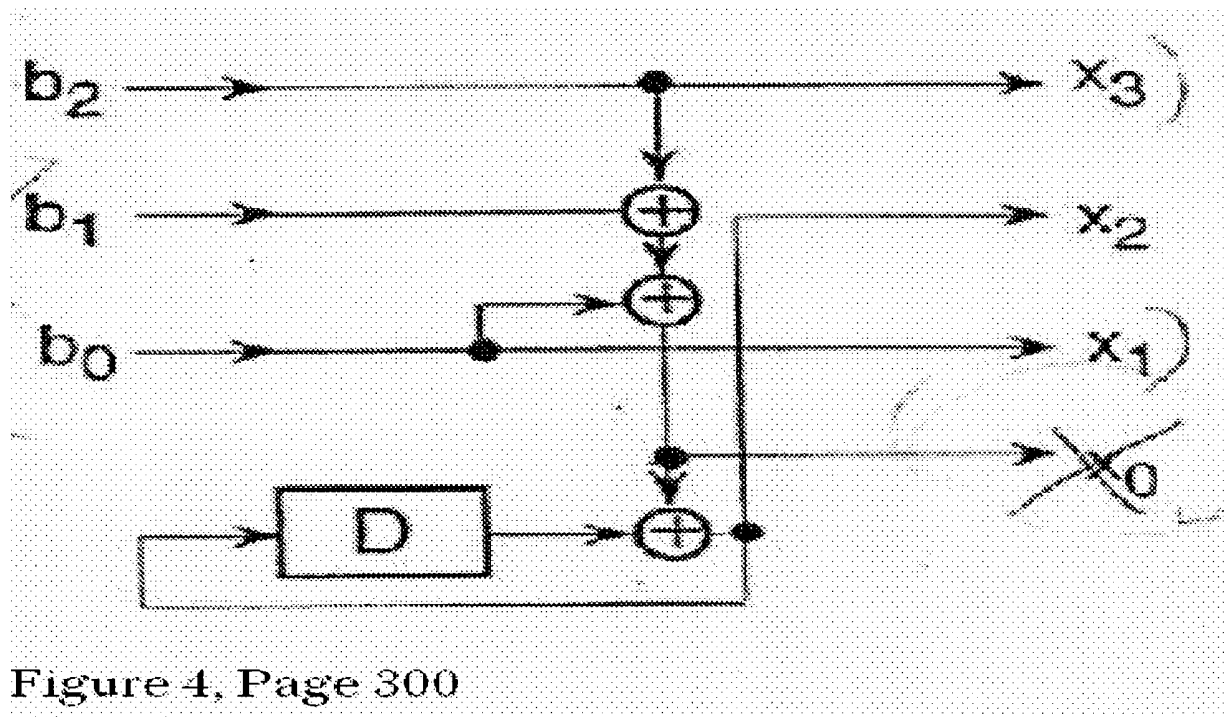 b₂ x₃
b₁ + x₂
+
b₀ x₁
x₀
D +
Figure 4, Page 300